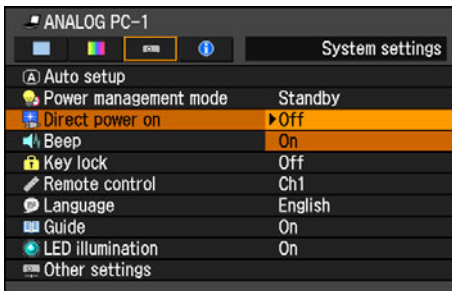 ANALOG PC-1
System settings
Auto setup
Power management mode Standby
Direct power on Off
Beep On
Key lock Off
Remote control Ch1
Language English
Guide On
LED illumination On
Other settings